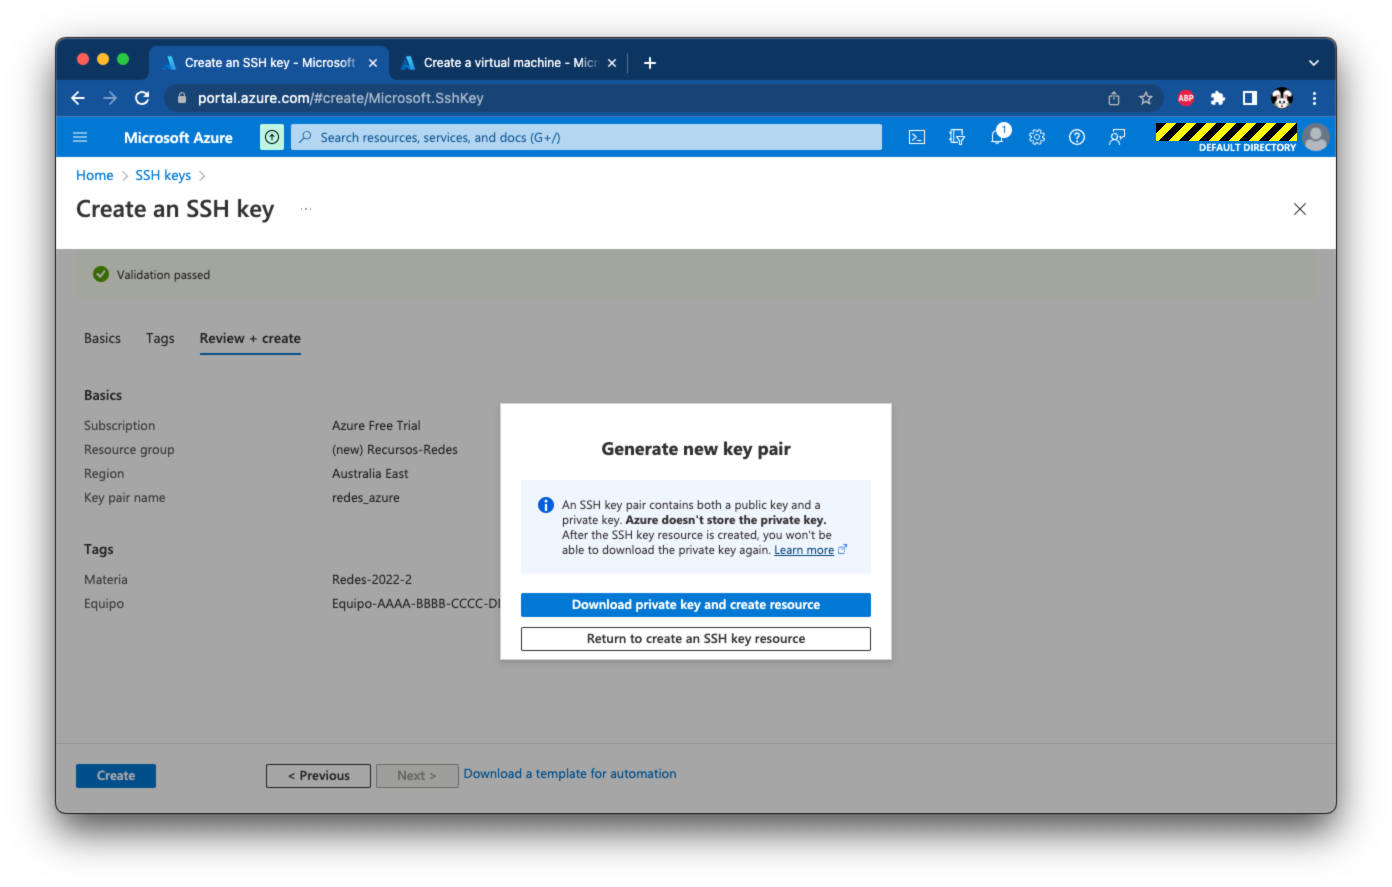 Create an SSH key - Microsoft
Create a virtual machine - Micr
portal.azure.com/#create/Microsoft.SshKey
ABP
Microsoft Azure
Search resources, services, and docs (G+/)
1
DEFAULT DIRECTORY
Home > SSH keys >
Create an SSH key
Validation passed
Basics Tags Review + create
Basics
Subscription Azure Free Trial
Resource group (new) Recursos-Redes
Region Australia East
Key pair name redes_azure
Tags
Materia Redes-2022-2
Equipo Equipo-AAAA-BBBB-CCCC-DI
Generate new key pair
An SSH key pair contains both a public key and a
private key. Azure doesn't store the private key.
After the SSH key resource is created, you won't be
able to download the private key again. Learn more
Download private key and create resource
Return to create an SSH key resource
Create < Previous Next > Download a template for automation